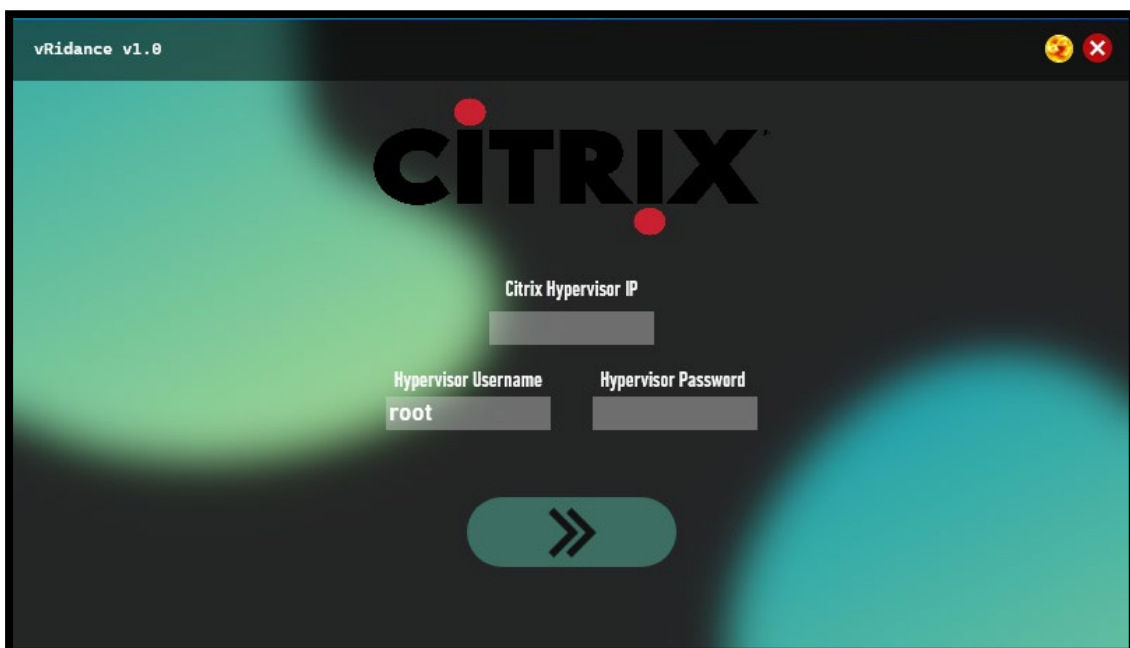 vRidance v1.0
CiTRIX
Citrix Hypervisor IP
Hypervisor Username
Hypervisor Password
root